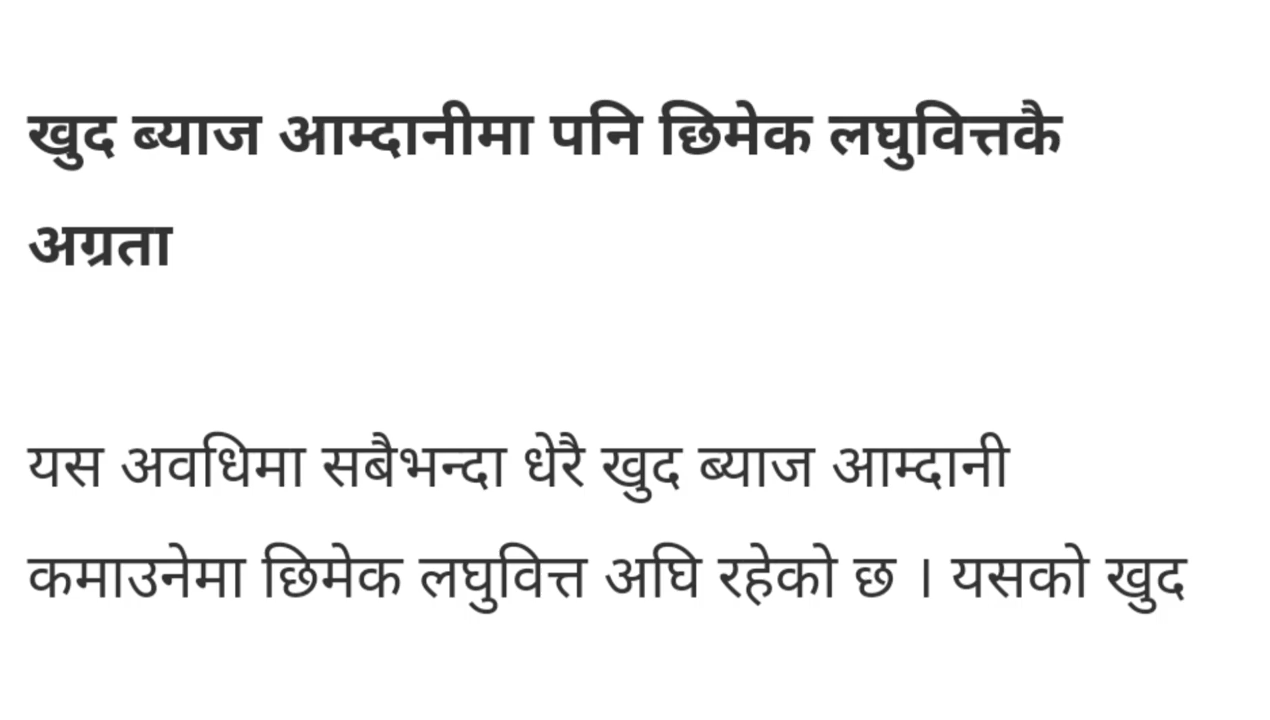 खुद ब्याज आम्दानीमा पनि छिमेक लघुवित्तकै
अग्रता
यस अवधिमा सबैभन्दा धेरै खुद ब्याज आम्दानी
कमाउनेमा छिमेक लघुवित्त अघि रहेको छ । यसको खुद